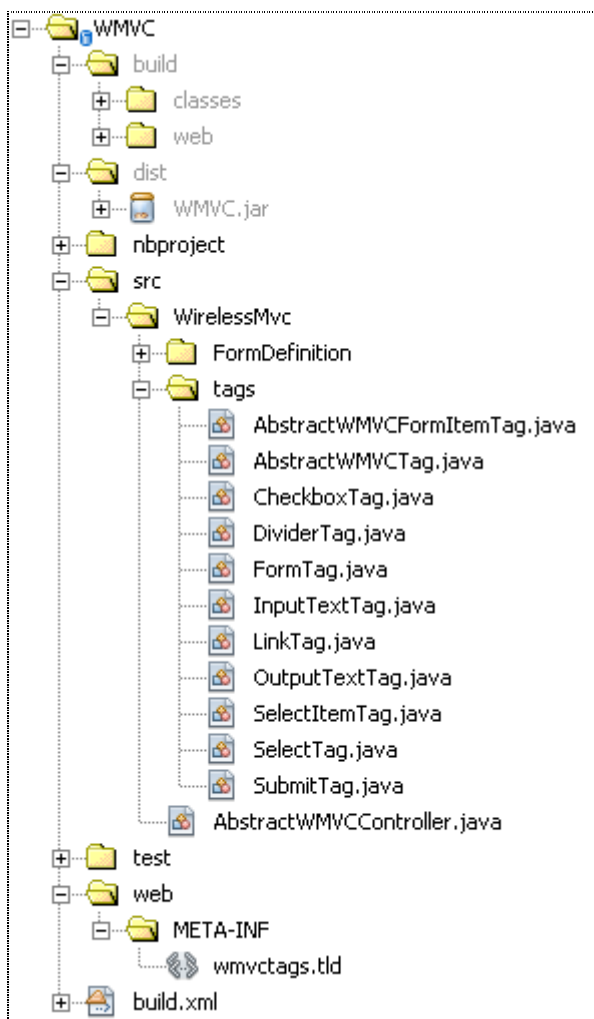 WMVC
build
classes
web
dist
WMVC.jar
nbproject
src
WirelessMvc
FormDefinition
tags
AbstractWMVCFormItemTag.java
AbstractWMVCTag.java
CheckboxTag.java
DividerTag.java
FormTag.java
InputTextTag.java
LinkTag.java
OutputTextTag.java
SelectItemTag.java
SelectTag.java
SubmitTag.java
AbstractWMVCController.java
test
web
META-INF
wmvctags.tld
build.xml